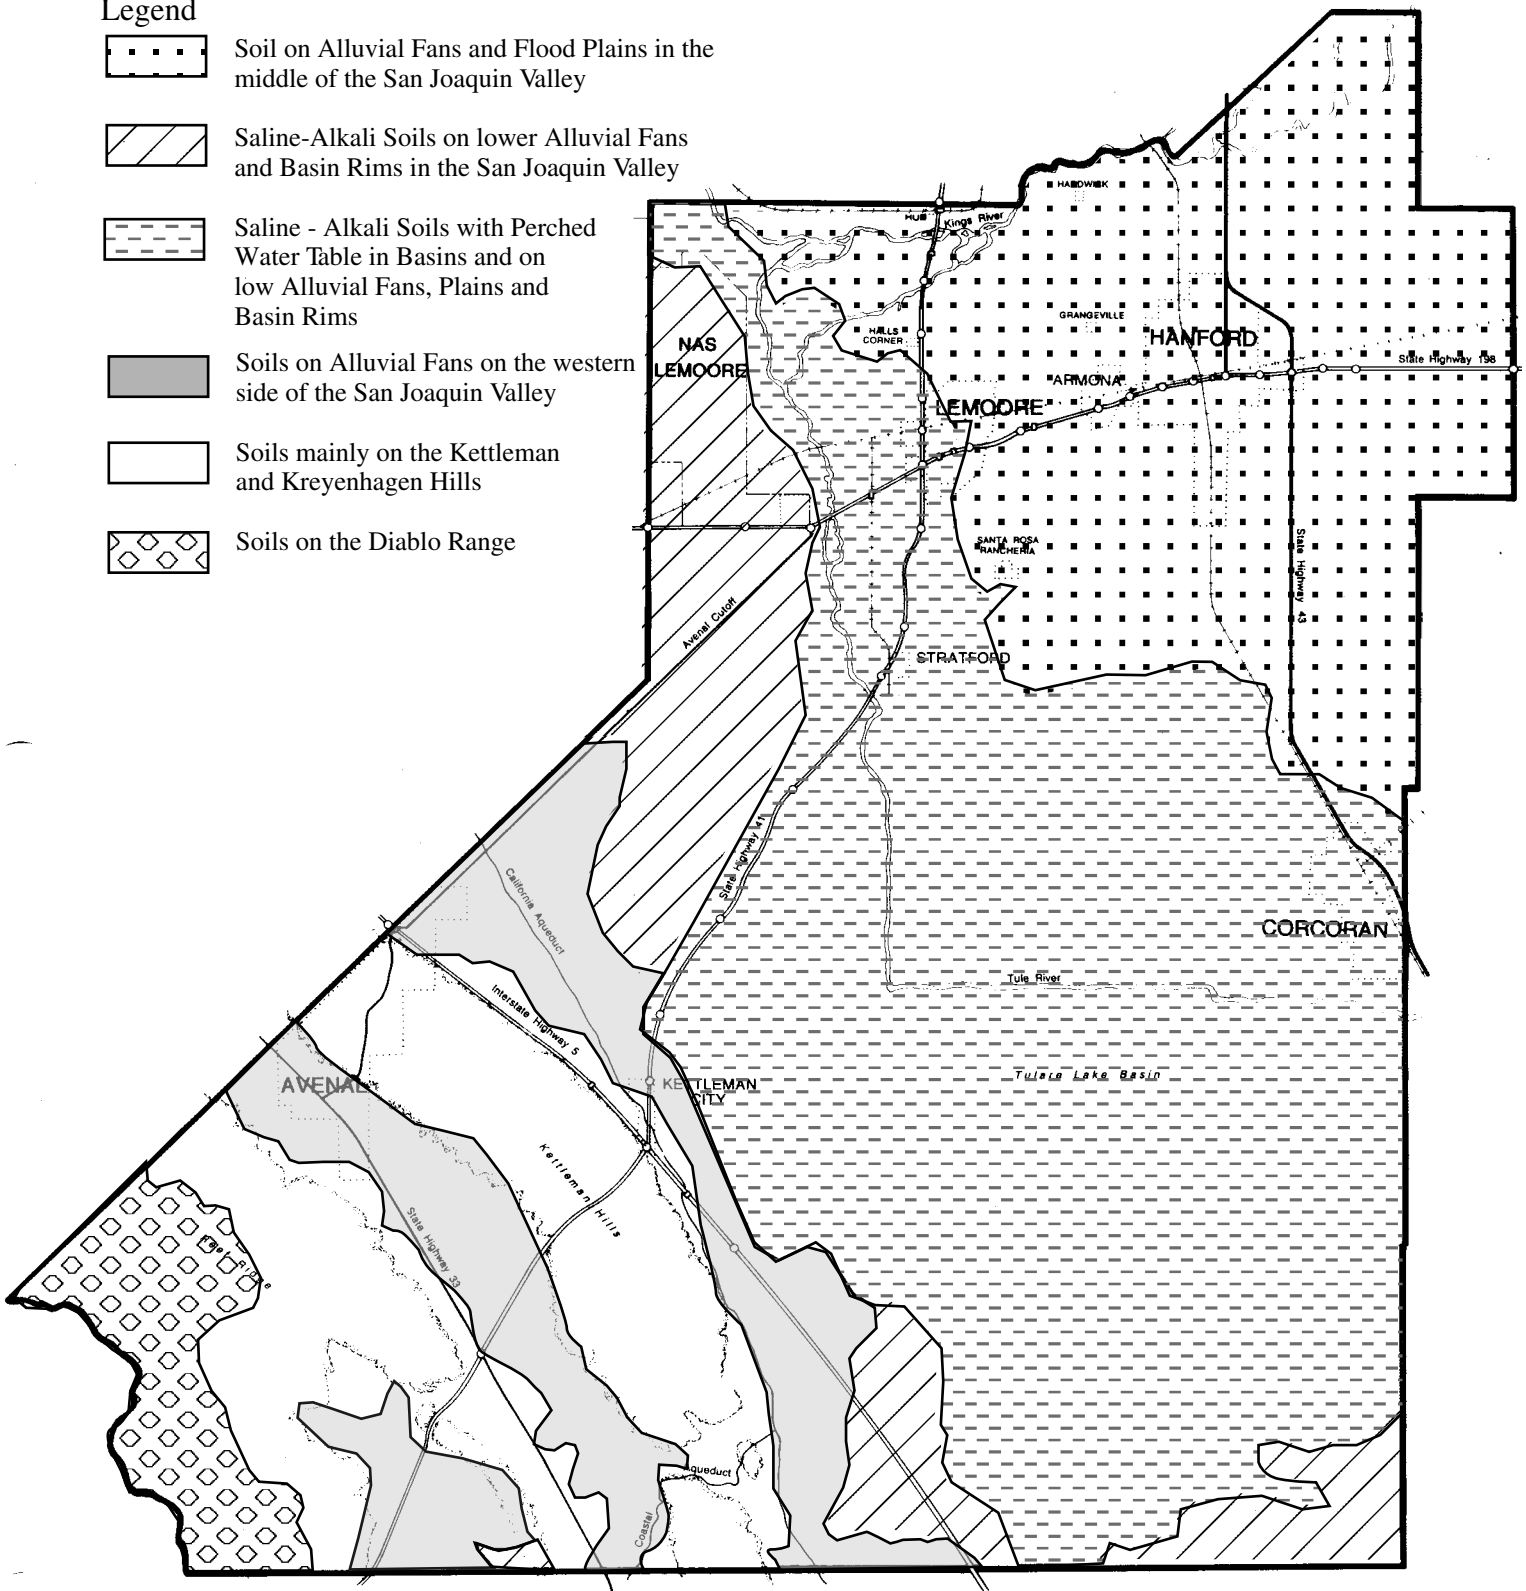 Legend
Soil on Alluvial Fans and Flood Plains in the
middle of the San Joaquin Valley
Saline-Alkali Soils on lower Alluvial Fans
and Basin Rims in the San Joaquin Valley
Saline - Alkali Soils with Perched
Water Table in Basins and on
low Alluvial Fans, Plains and
Basin Rims
Soils on Alluvial Fans on the western
side of the San Joaquin Valley
Soils mainly on the Kettleman
and Kreyenhagen Hills
Soils on the Diablo Range
HARDWICK
HUB
Kings River
GRANGEVILLE
HALLS
CORNER
HANFORD
NAS
LEMOORE
State Highway 198
ARMONA
LEMOORE
SANTA ROSA
RANCHERIA
State Highway 43
Avenal Cutoff
STRATFORD
State Highway 41
California Aqueduct
CORCORAN
Tule River
Interstate Highway 5
Tulare Lake Basin
AVENAL
KETTLEMAN
CITY
Kettleman Hills
State Highway 33
Reef Ridge
Aqueduct
Coastal